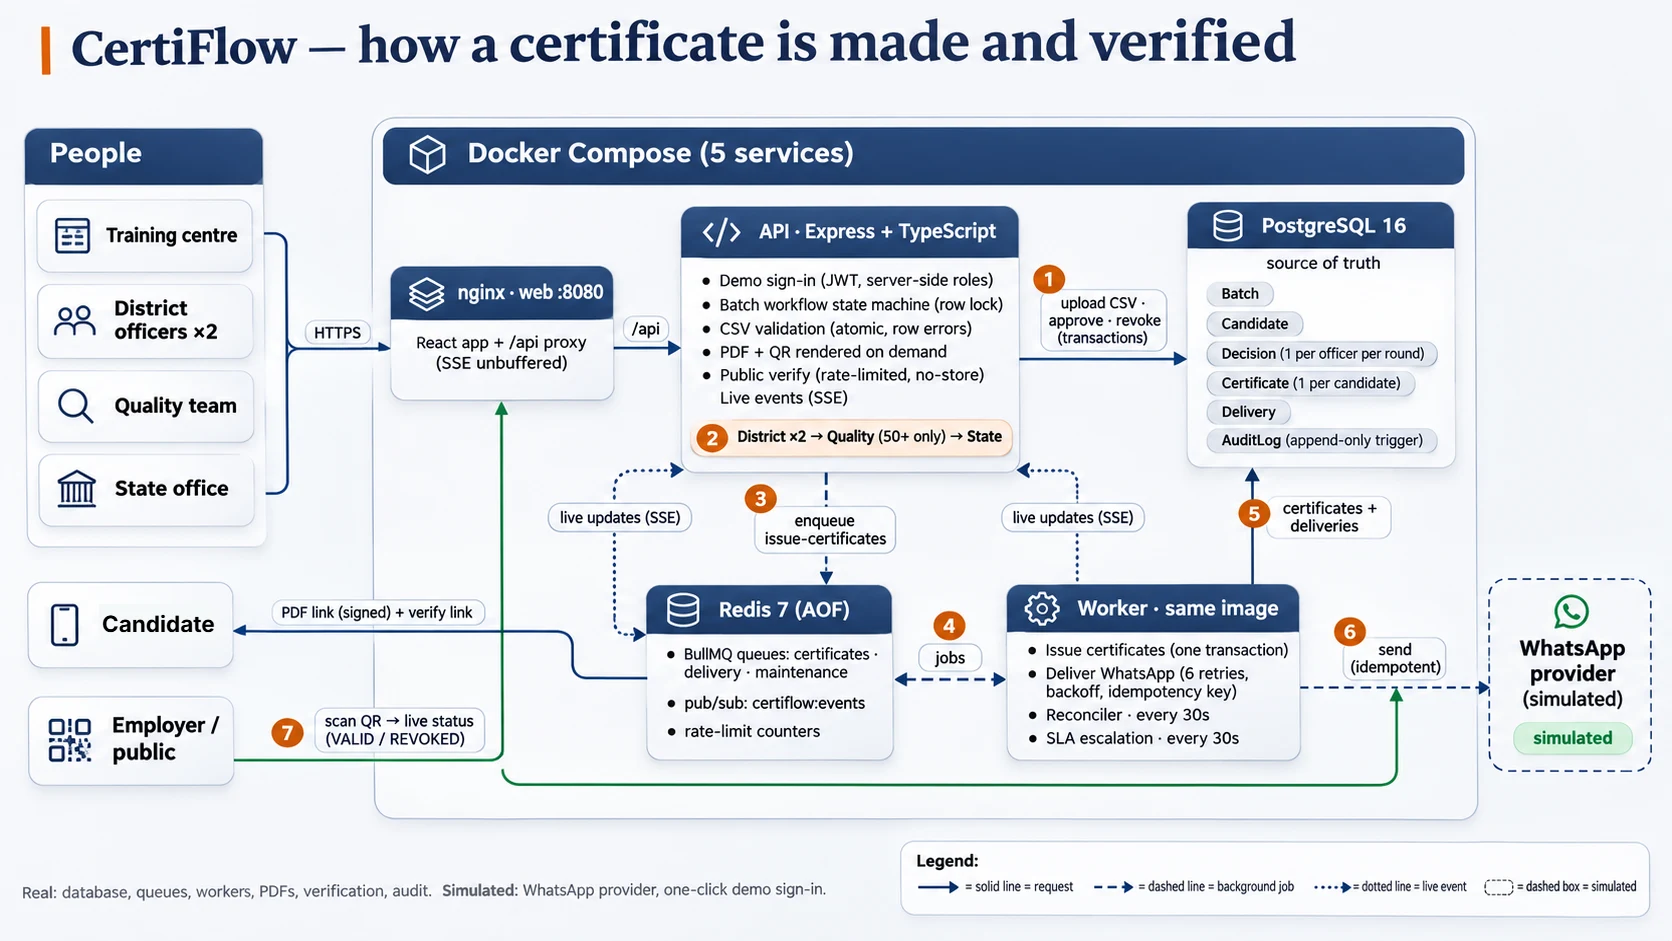 CertiFlow — how a certificate is made and verified
People
Training centre
District
officers ×2
Quality team
State office
Candidate
Employer /
public
HTTPS
Docker Compose (5 services)
nginx · web :8080
React app + /api proxy
(SSE unbuffered)
/api
API · Express + TypeScript
• Demo sign-in (JWT, server-side roles)
• Batch workflow state machine (row lock)
• CSV validation (atomic, row errors)
• PDF + QR rendered on demand
• Public verify (rate-limited, no-store)
Live events (SSE)
2 District ×2 → Quality (50+ only) → State
1
upload CSV ·
approve · revoke
(transactions)
PostgreSQL 16
source of truth
Batch
Candidate
Decision (1 per officer per round)
Certificate (1 per candidate)
Delivery
AuditLog (append-only trigger)
live updates (SSE)
3
enqueue
issue-certificates
live updates (SSE)
5
certificates +
deliveries
PDF link (signed) + verify link
7
scan QR → live status
(VALID / REVOKED)
Redis 7 (AOF)
• BullMQ queues: certificates ·
delivery · maintenance
• pub/sub: certiflow:events
• rate-limit counters
4
jobs
Worker · same image
• Issue certificates (one transaction)
• Deliver WhatsApp (6 retries,
backoff, idempotency key)
• Reconciler · every 30s
• SLA escalation · every 30s
6
send
(idempotent)
WhatsApp
provider
(simulated)
simulated
Legend:
= solid line = request
= dashed line = background job
= dotted line = live event
= dashed box = simulated
Real: database, queues, workers, PDFs, verification, audit. Simulated: WhatsApp provider, one-click demo sign-in.